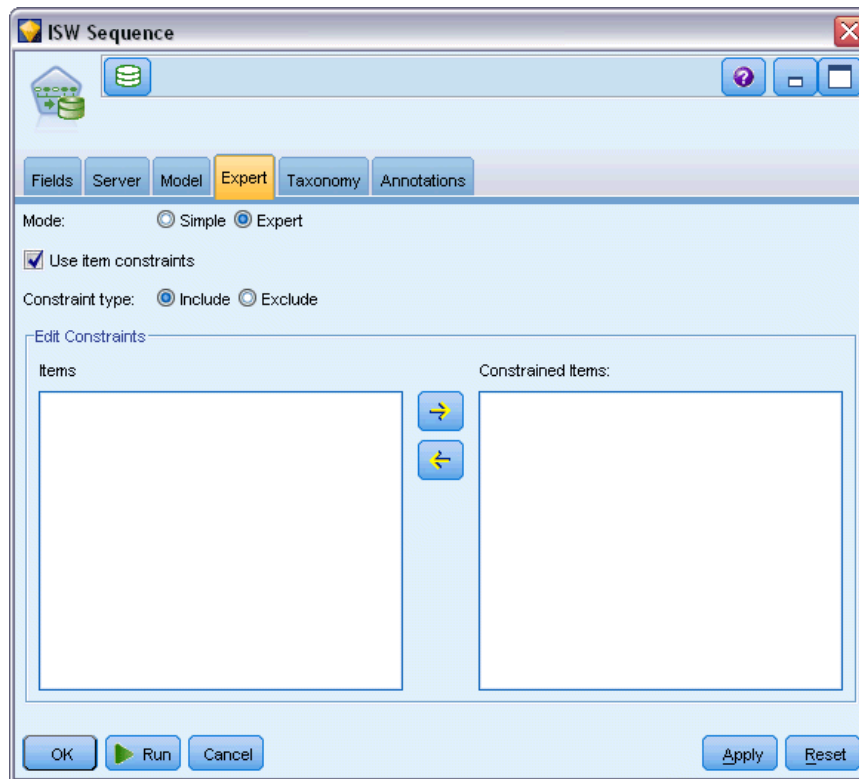 ISW Sequence
Fields Server Model Expert Taxonomy Annotations
Mode: Simple Expert
Use item constraints
Constraint type: Include Exclude
Edit Constraints
Items Constrained Items:
OK Run Cancel Apply Reset